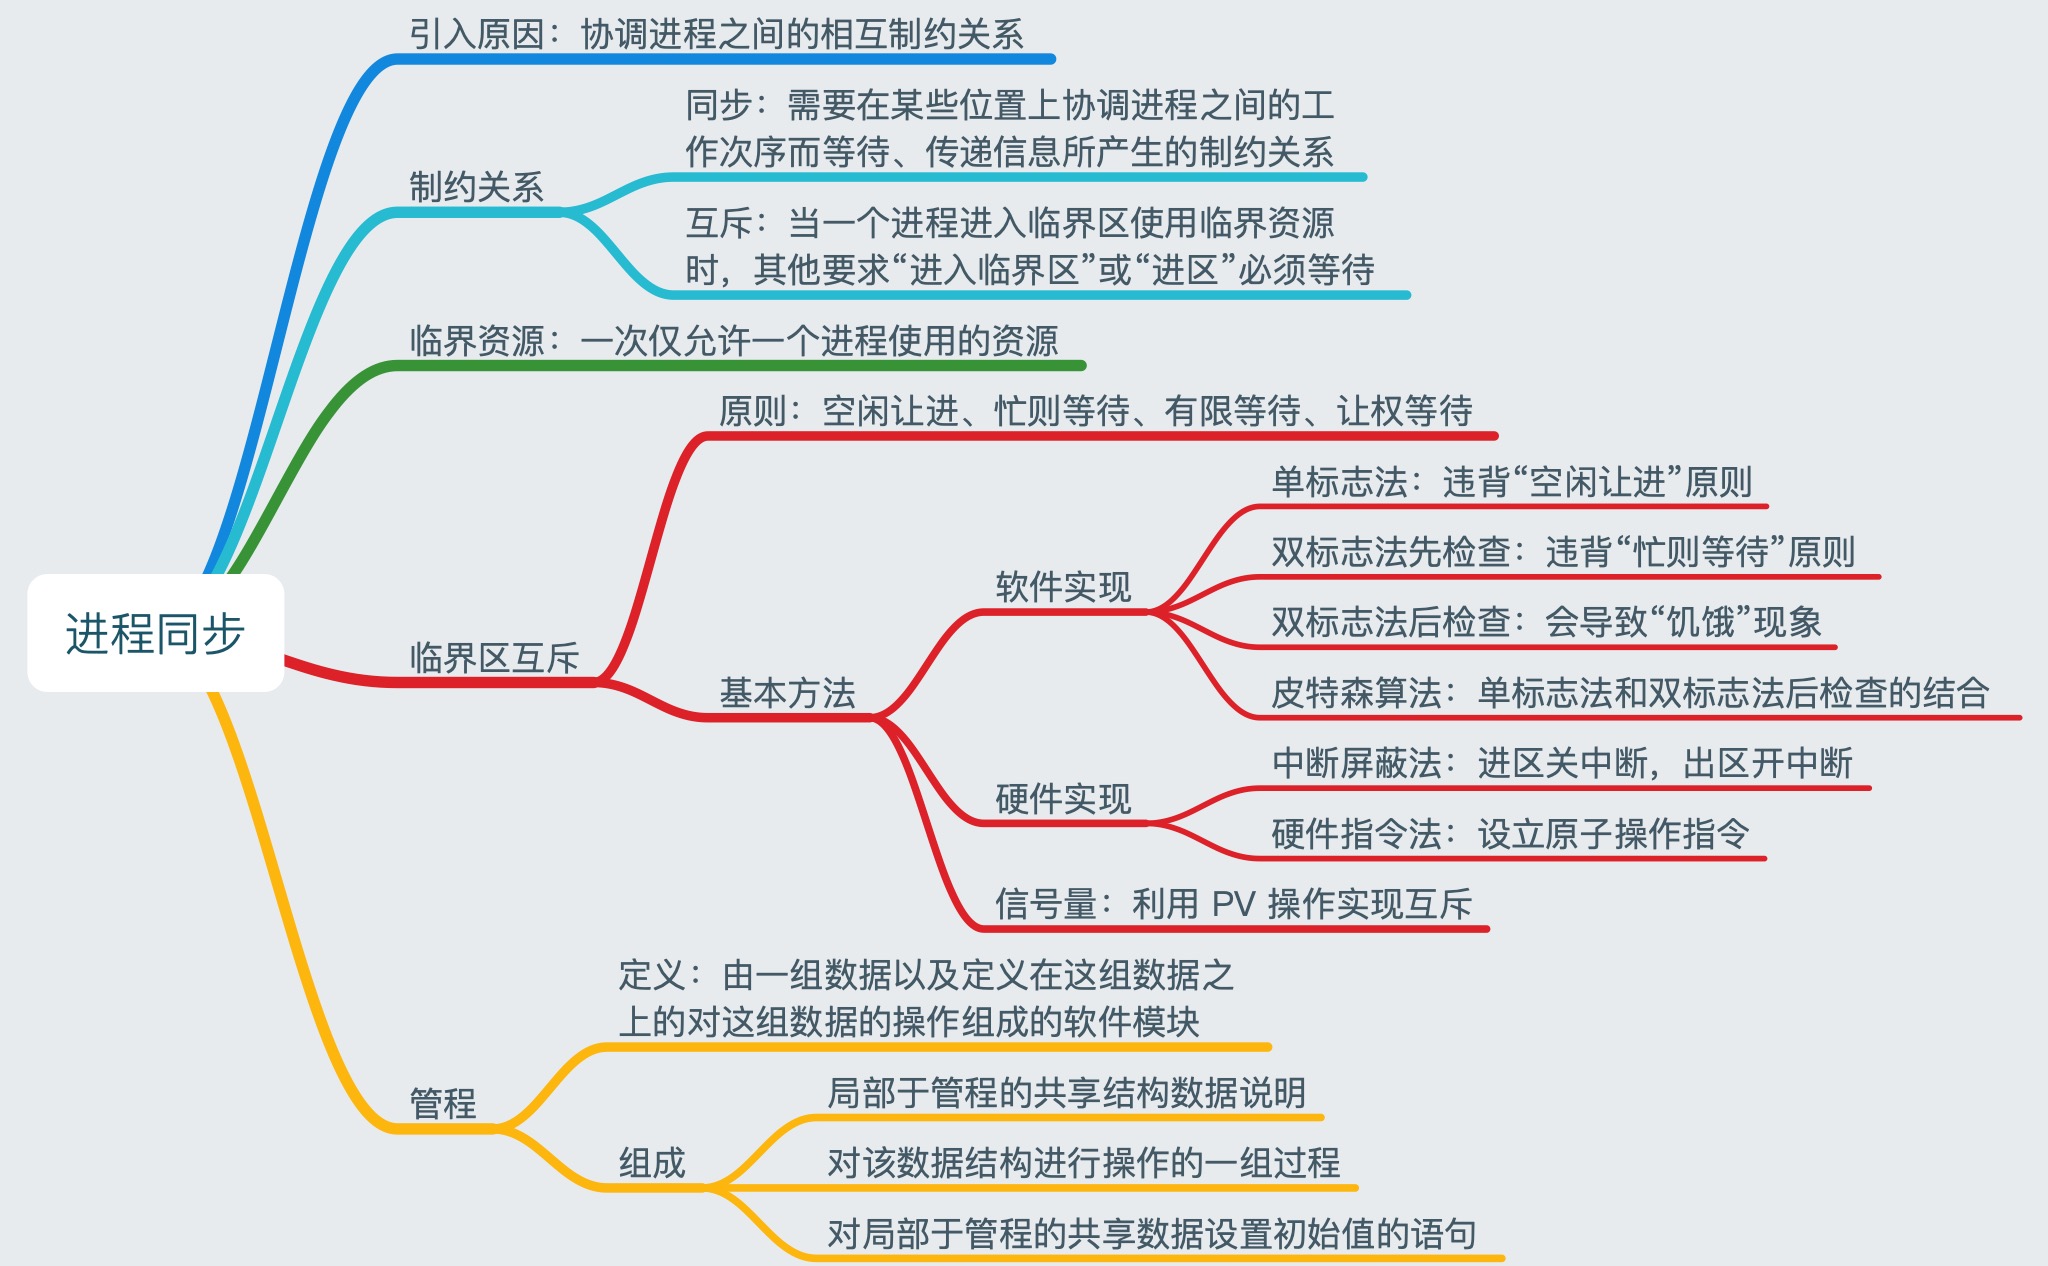 引入原因：协调进程之间的相互制约关系
同步：需要在某些位置上协调进程之间的工
作次序而等待、传递信息所产生的制约关系
制约关系
互斥：当一个进程进入临界区使用临界资源
时，其他要求“进入临界区”或“进区”必须等待
临界资源：一次仅允许一个进程使用的资源
原则：空闲让进、忙则等待、有限等待、让权等待
单标志法：违背“空闲让进”原则
双标志法先检查：违背“忙则等待”原则
软件实现
双标志法后检查：会导致“饥饿”现象
进程同步
临界区互斥
基本方法
皮特森算法：单标志法和双标志法后检查的结合
中断屏蔽法：进区关中断，出区开中断
硬件实现
硬件指令法：设立原子操作指令
信号量：利用 PV 操作实现互斥
定义：由一组数据以及定义在这组数据之
上的对这组数据的操作组成的软件模块
管程
局部于管程的共享结构数据说明
组成
对该数据结构进行操作的一组过程
对局部于管程的共享数据设置初始值的语句